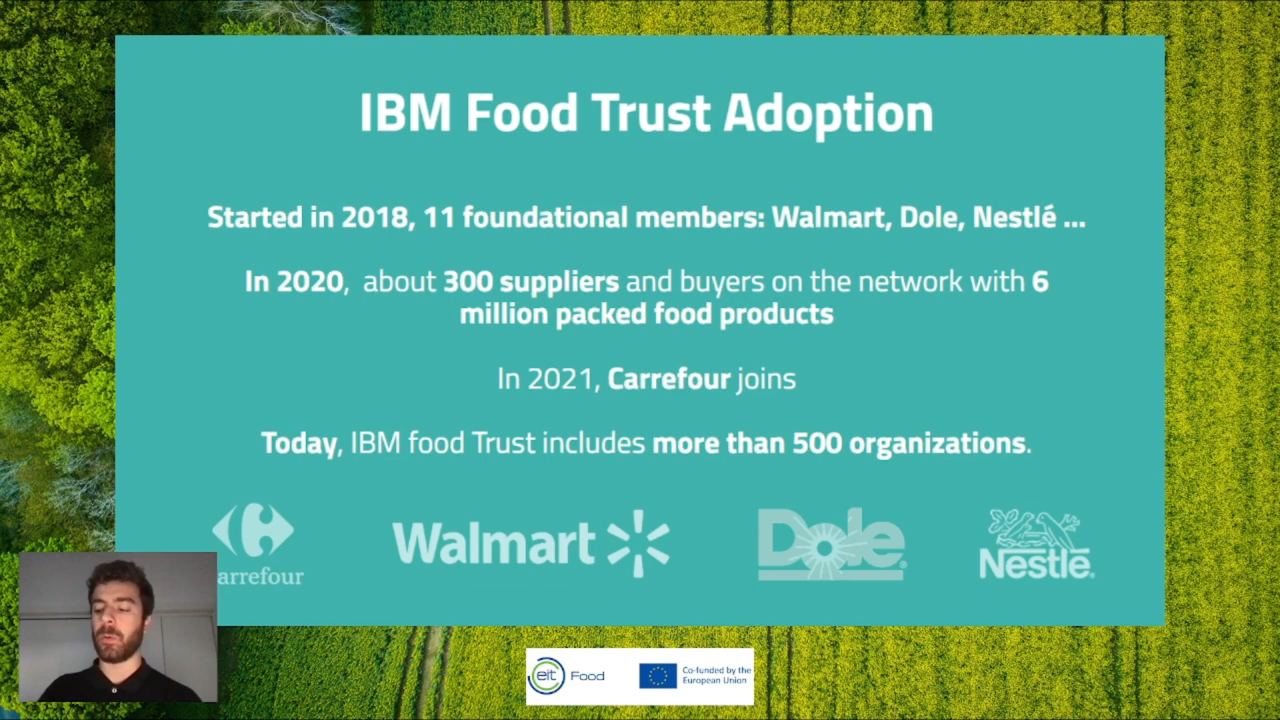 IBM Food Trust Adoption
Started in 2018, 11 foundational members: Walmart, Dole, Nestlé ...
In 2020, about 300 suppliers and buyers on the network with 6
million packed food products
In 2021, Carrefour joins
Today, IBM food Trust includes more than 500 organizations.
arrefour
Walmart
Dole
Nestlé
eit Food
Co-funded by the
European Union